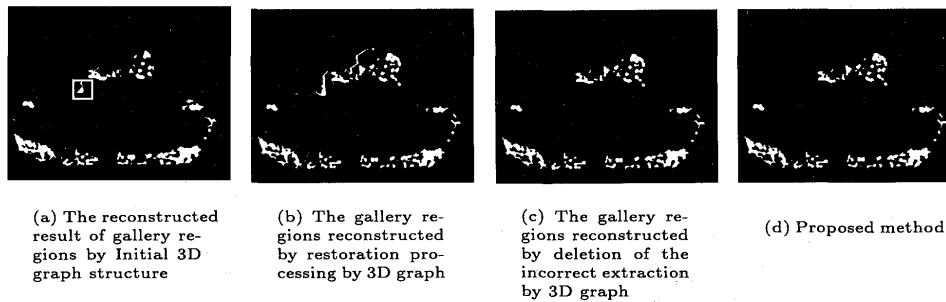 (a) The reconstructed
result of gallery re-
gions by Initial 3D
graph structure
(b) The gallery re-
gions reconstructed
by restoration pro-
cessing by 3D graph
(c) The gallery re-
gions reconstructed
by deletion of the
incorrect extraction
by 3D graph
(d) Proposed method